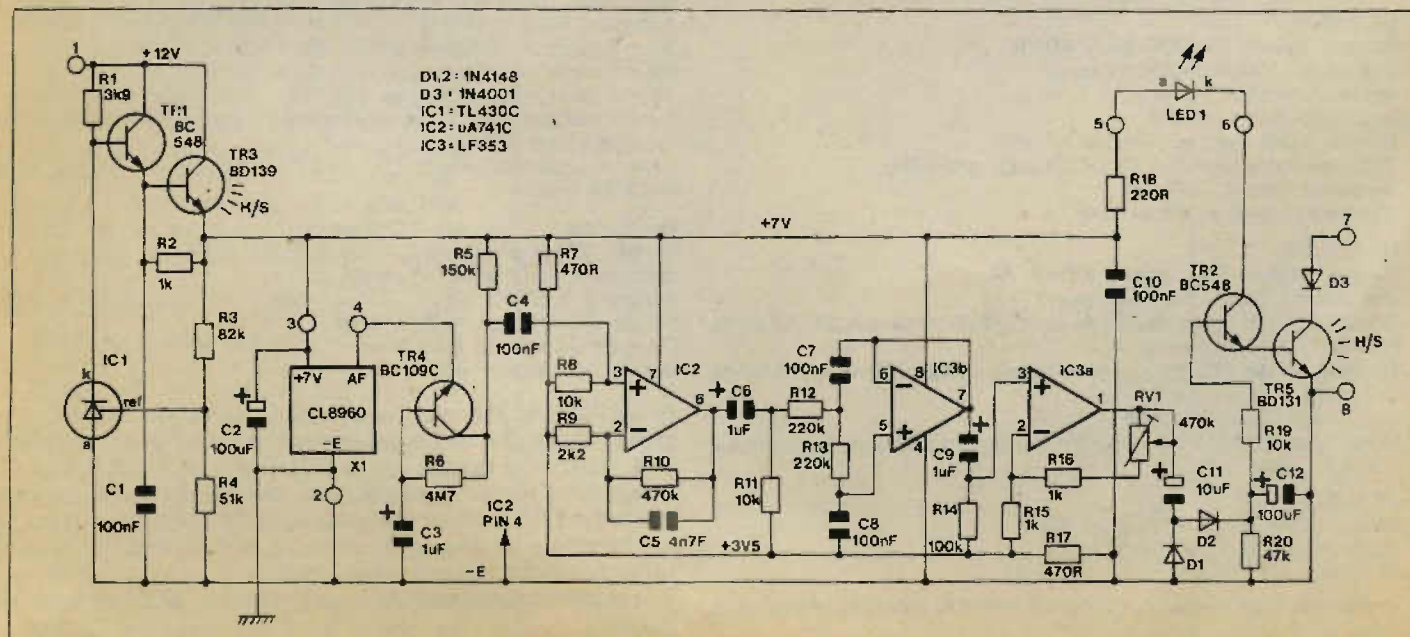 1
+12V
R1
3k9
TR1
BC
548
TR3
BD139
H/S
D1,2 = 1N4148
D3 = 1N4001
IC1 = TL430C
IC2 = uA741C
IC3 = LF353
a
k
LED 1
5
6
R18
220R
+7V
7
R2
1k
R5
150k
R7
470R
TR2
BC548
D3
C10
100nF
H/S
R3
82k
3
4
C4
100nF
TR4
BC109C
IC1
k
ref
a
+7V
AF
CL8960
-E
X1
R8
10k
3
7
IC2
+
-
2
6
R9
2k2
+
C6
1uF
C7
100nF
R12
220k
6
8
IC3b
-
+
5
7
4
3
IC3a
+
-
2
1
RV1
470k
TR5
BD131
8
+
C2
100uF
R13
220k
+
C9
1uF
R19
10k
R6
4M7
R10
470k
R11
10k
R16
1k
+
C11
10uF
+
C12
100uF
C1
100nF
R4
51k
2
+
C3
1uF
IC2
PIN 4
C5 4n7F
C8
100nF
R14
100k
R15
1k
R17
470R
D2
D1
R20
47k
+3V5
-E